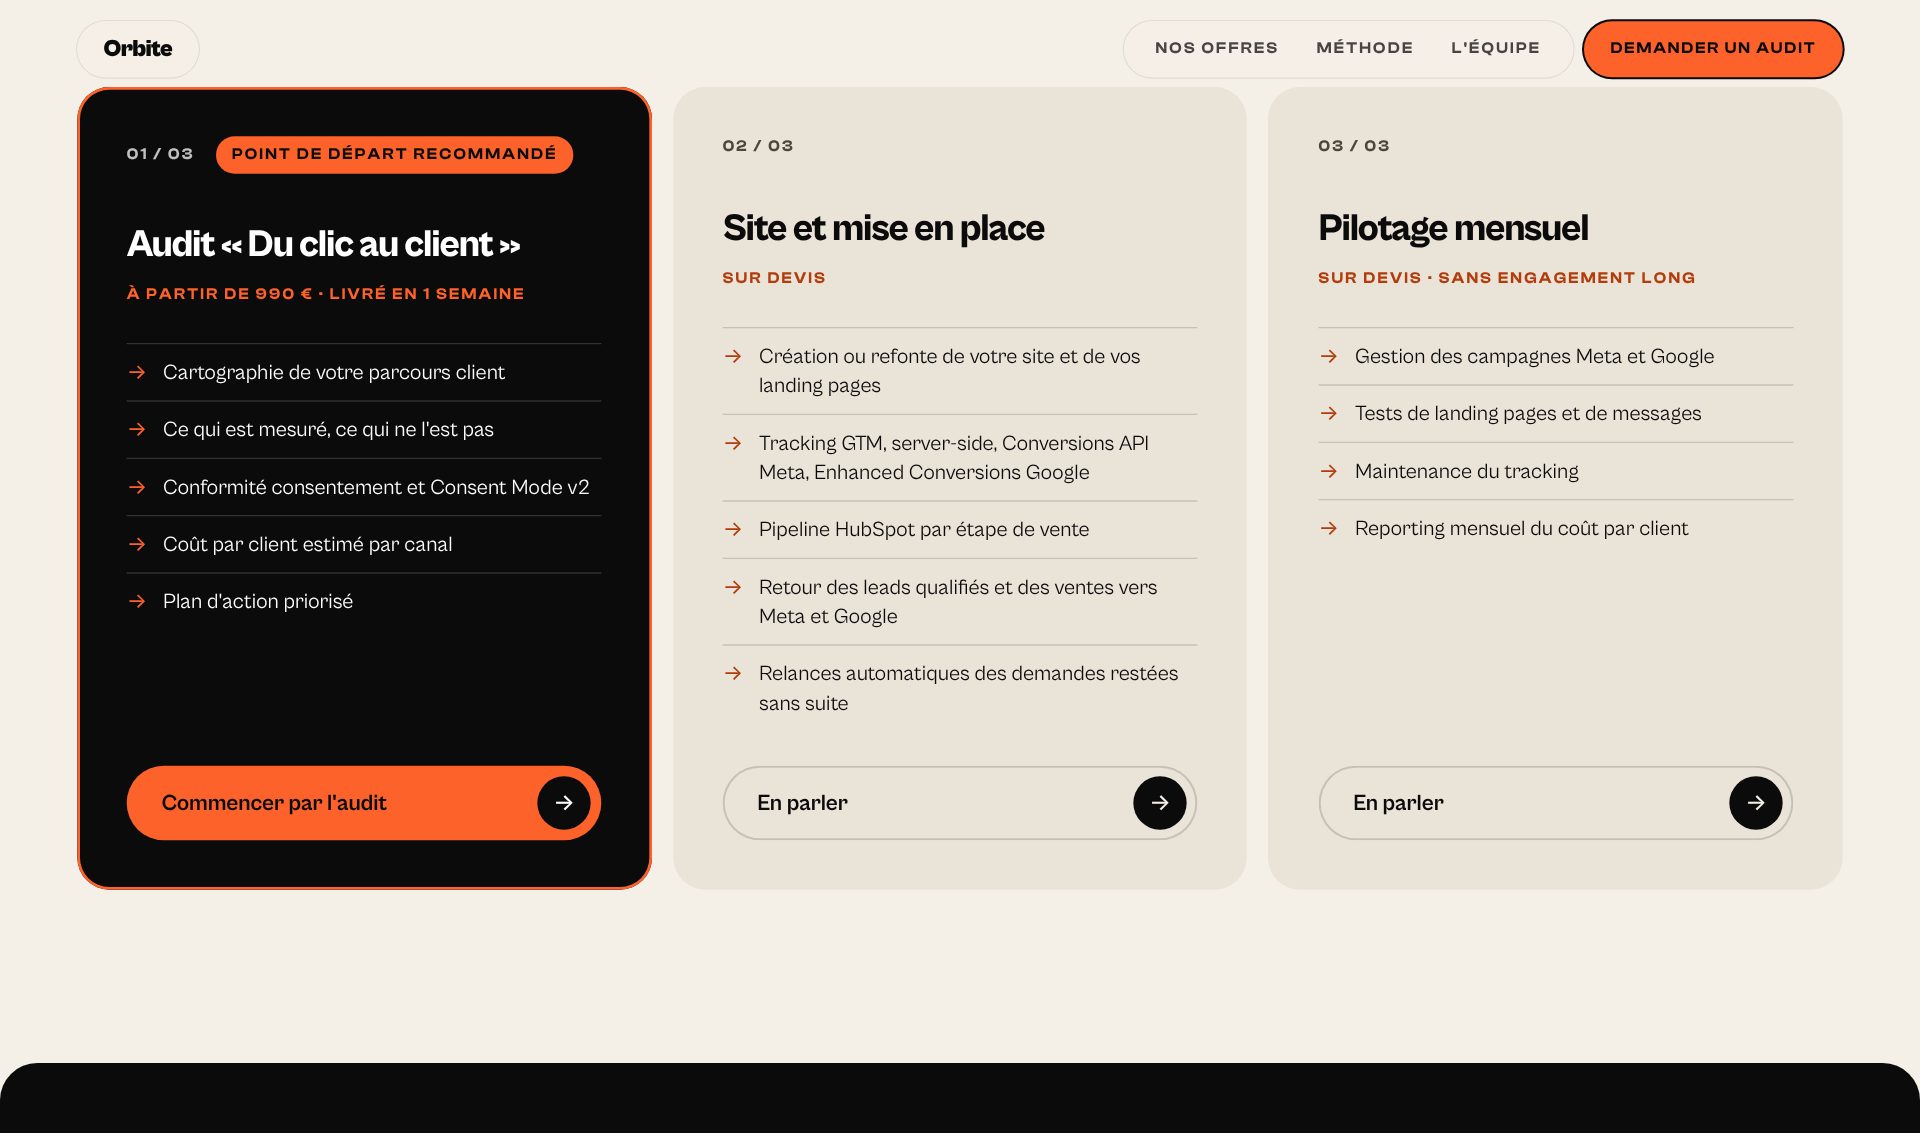 Orbite
NOS OFFRES
MÉTHODE
L'ÉQUIPE
DEMANDER UN AUDIT
01 / 03
POINT DE DÉPART RECOMMANDÉ
Audit « Du clic au client »
À PARTIR DE 990 € · LIVRÉ EN 1 SEMAINE
→ Cartographie de votre parcours client
→ Ce qui est mesuré, ce qui ne l'est pas
→ Conformité consentement et Consent Mode v2
→ Coût par client estimé par canal
→ Plan d'action priorisé
Commencer par l'audit →
02 / 03
Site et mise en place
SUR DEVIS
→ Création ou refonte de votre site et de vos
landing pages
→ Tracking GTM, server-side, Conversions API
Meta, Enhanced Conversions Google
→ Pipeline HubSpot par étape de vente
→ Retour des leads qualifiés et des ventes vers
Meta et Google
→ Relances automatiques des demandes restées
sans suite
En parler →
03 / 03
Pilotage mensuel
SUR DEVIS · SANS ENGAGEMENT LONG
→ Gestion des campagnes Meta et Google
→ Tests de landing pages et de messages
→ Maintenance du tracking
→ Reporting mensuel du coût par client
En parler →